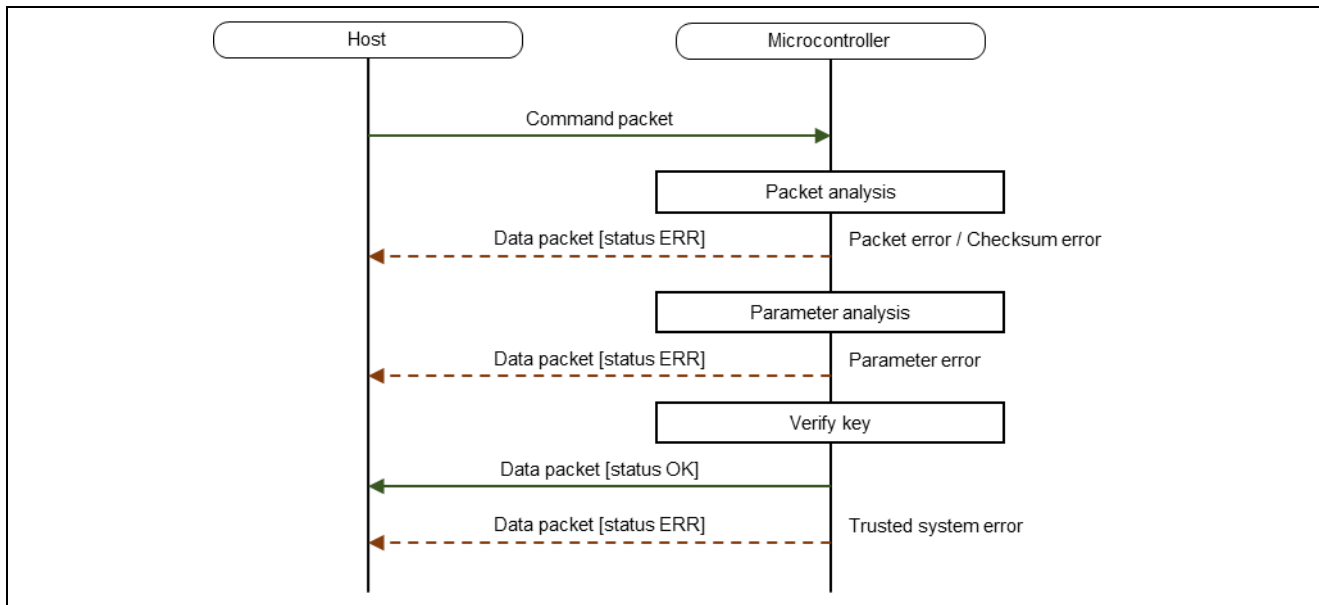 Host
Microcontroller
Command packet
Packet analysis
Data packet [status ERR]
Packet error / Checksum error
Parameter analysis
Data packet [status ERR]
Parameter error
Verify key
Data packet [status OK]
Data packet [status ERR]
Trusted system error